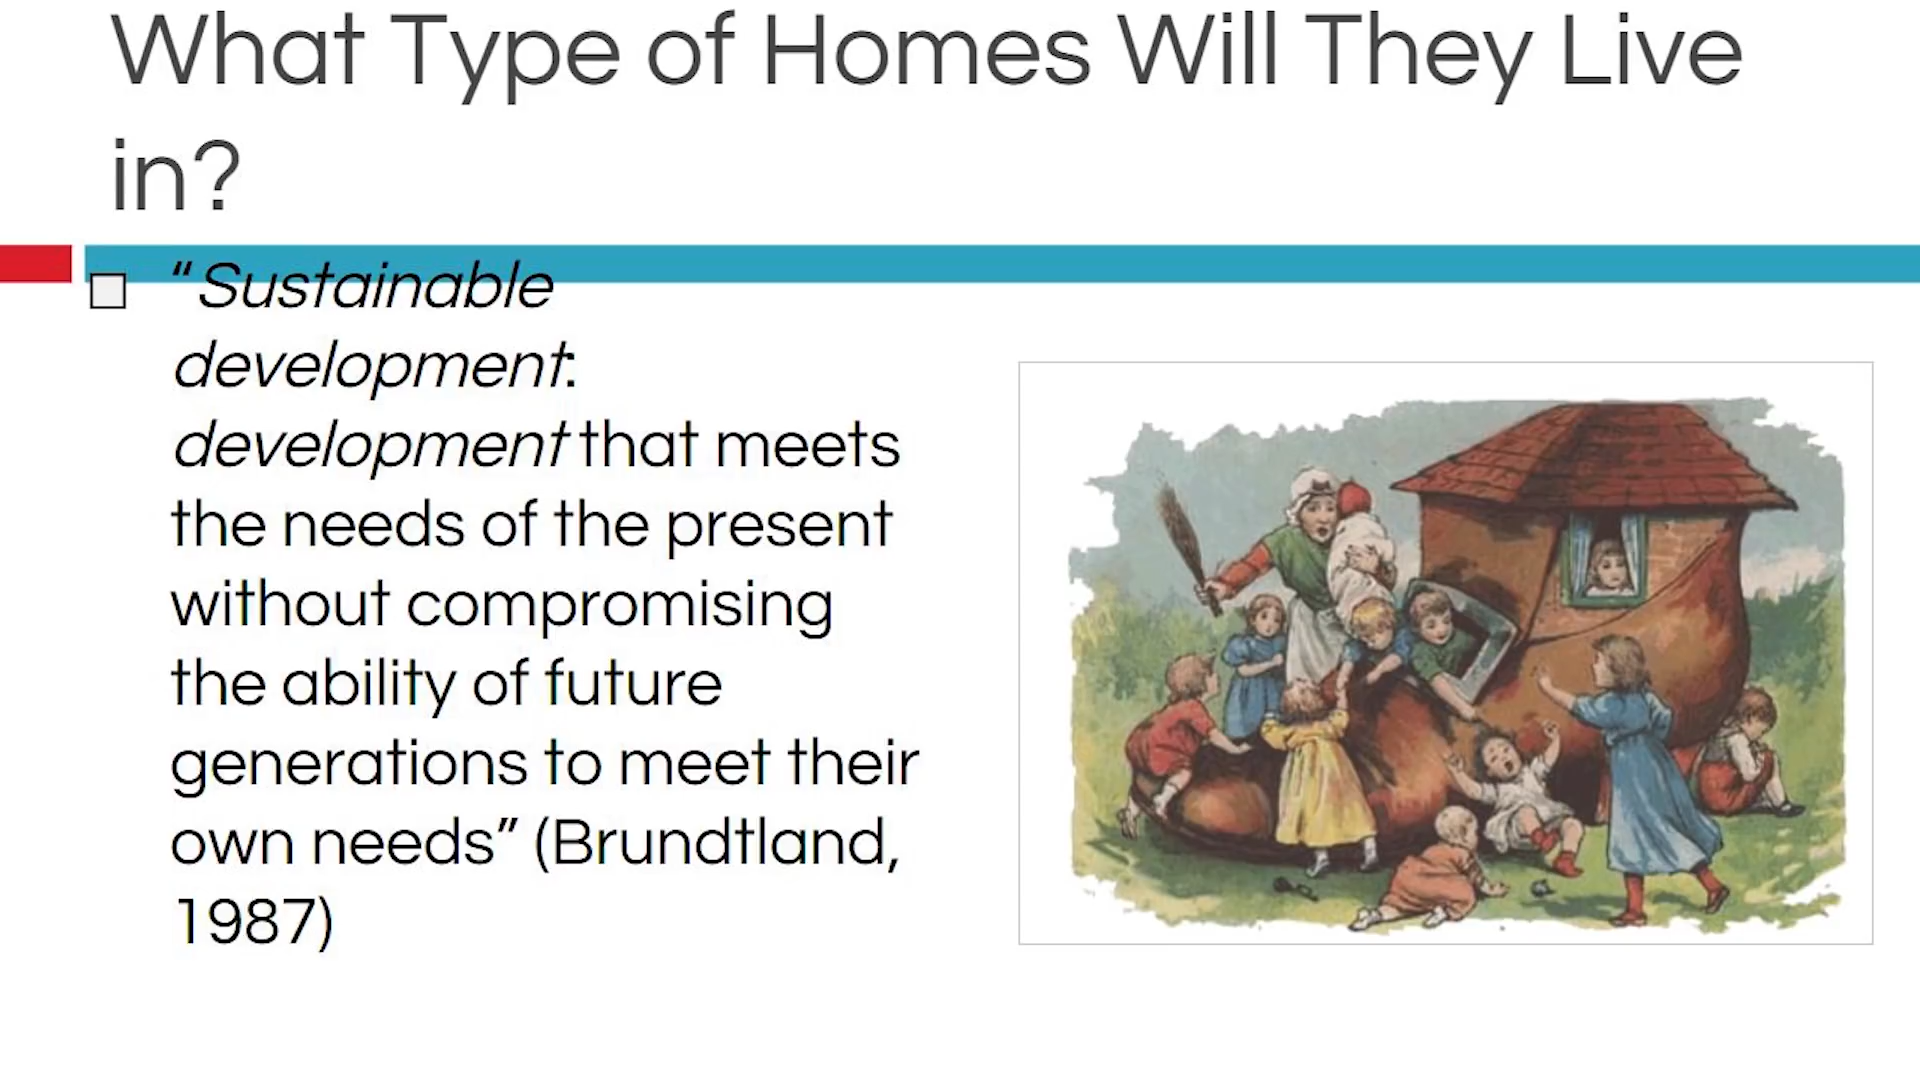 What Type of Homes Will They Live
in?
“Sustainable
development:
development that meets
the needs of the present
without compromising
the ability of future
generations to meet their
own needs” (Brundtland,
1987)